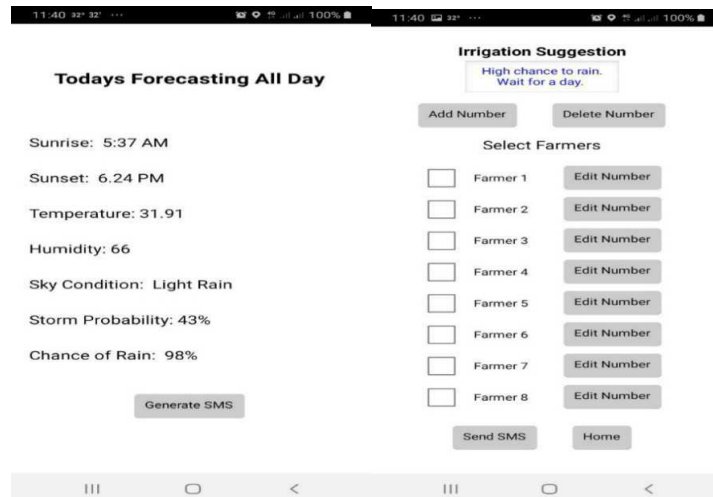 11:40 32° 32' ... 100%
Todays Forecasting All Day
Sunrise: 5:37 AM
Sunset: 6.24 PM
Temperature: 31.91
Humidity: 66
Sky Condition: Light Rain
Storm Probability: 43%
Chance of Rain: 98%
Generate SMS
11:40 32° ... 100%
Irrigation Suggestion
High chance to rain.
Wait for a day.
Add Number Delete Number
Select Farmers
Farmer 1 Edit Number
Farmer 2 Edit Number
Farmer 3 Edit Number
Farmer 4 Edit Number
Farmer 5 Edit Number
Farmer 6 Edit Number
Farmer 7 Edit Number
Farmer 8 Edit Number
Send SMS Home